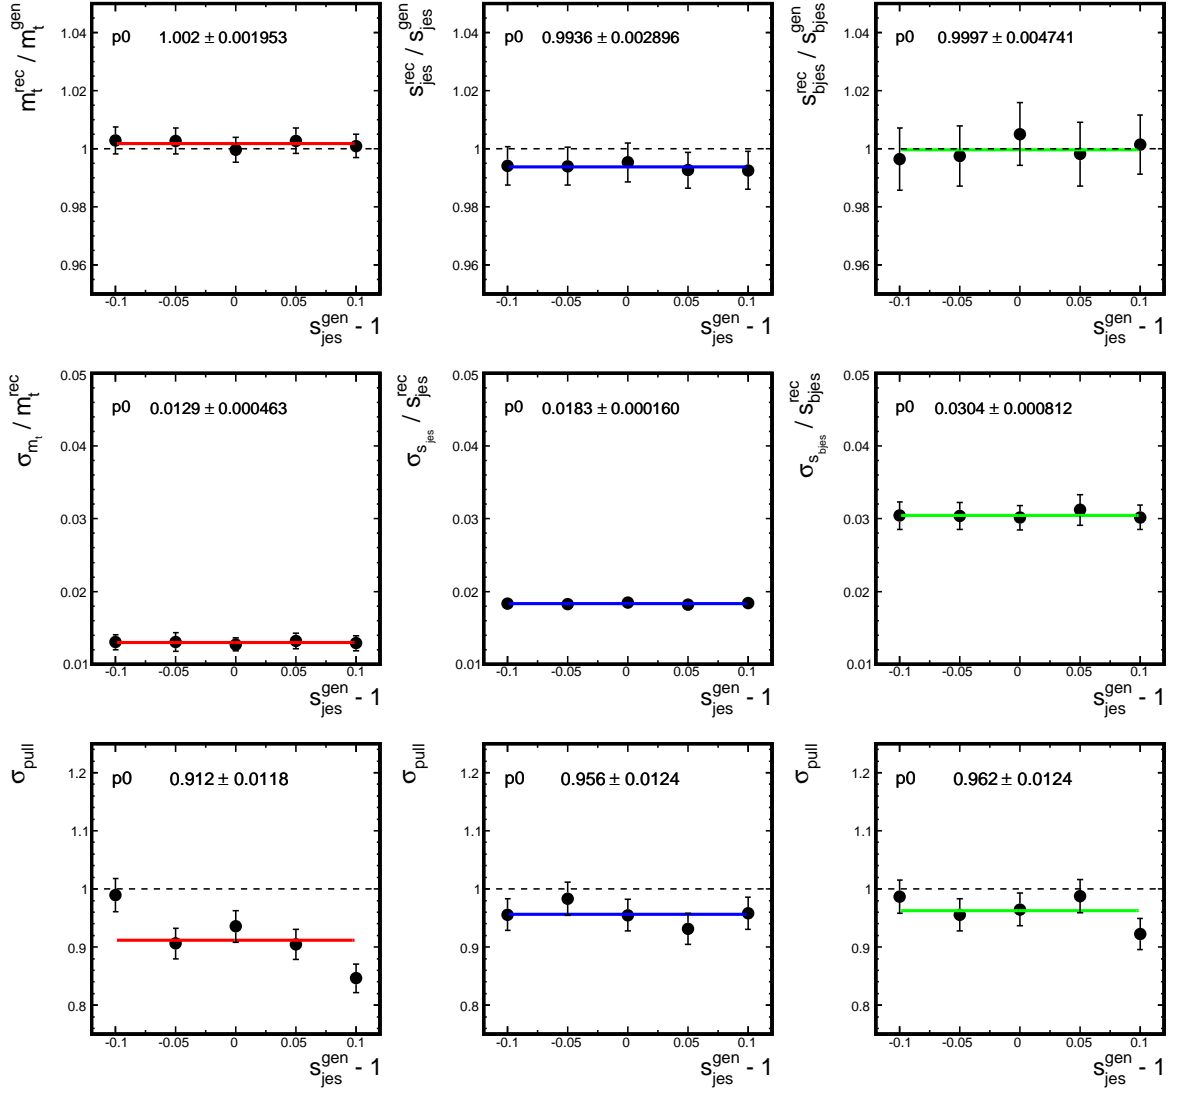 m_t^rec / m_t^gen
p0 1.002 ± 0.001953
1.04
1.02
1
0.98
0.96
-0.1 -0.05 0 0.05 0.1
s_jes^gen - 1
s_jes^rec / s_jes^gen
p0 0.9936 ± 0.002896
1.04
1.02
1
0.98
0.96
-0.1 -0.05 0 0.05 0.1
s_jes^gen - 1
s_bjes^rec / s_bjes^gen
p0 0.9997 ± 0.004741
1.04
1.02
1
0.98
0.96
-0.1 -0.05 0 0.05 0.1
s_jes^gen - 1
σ_m_t / m_t^rec
p0 0.0129 ± 0.000463
0.05
0.04
0.03
0.02
0.01
-0.1 -0.05 0 0.05 0.1
s_jes^gen - 1
σ_s_jes / s_jes^rec
p0 0.0183 ± 0.000160
0.05
0.04
0.03
0.02
0.01
-0.1 -0.05 0 0.05 0.1
s_jes^gen - 1
σ_s_bjes / s_bjes^rec
p0 0.0304 ± 0.000812
0.05
0.04
0.03
0.02
0.01
-0.1 -0.05 0 0.05 0.1
s_jes^gen - 1
σ_pull
p0 0.912 ± 0.0118
1.2
1.1
1
0.9
0.8
-0.1 -0.05 0 0.05 0.1
s_jes^gen - 1
σ_pull
p0 0.956 ± 0.0124
1.2
1.1
1
0.9
0.8
-0.1 -0.05 0 0.05 0.1
s_jes^gen - 1
σ_pull
p0 0.962 ± 0.0124
1.2
1.1
1
0.9
0.8
-0.1 -0.05 0 0.05 0.1
s_jes^gen - 1